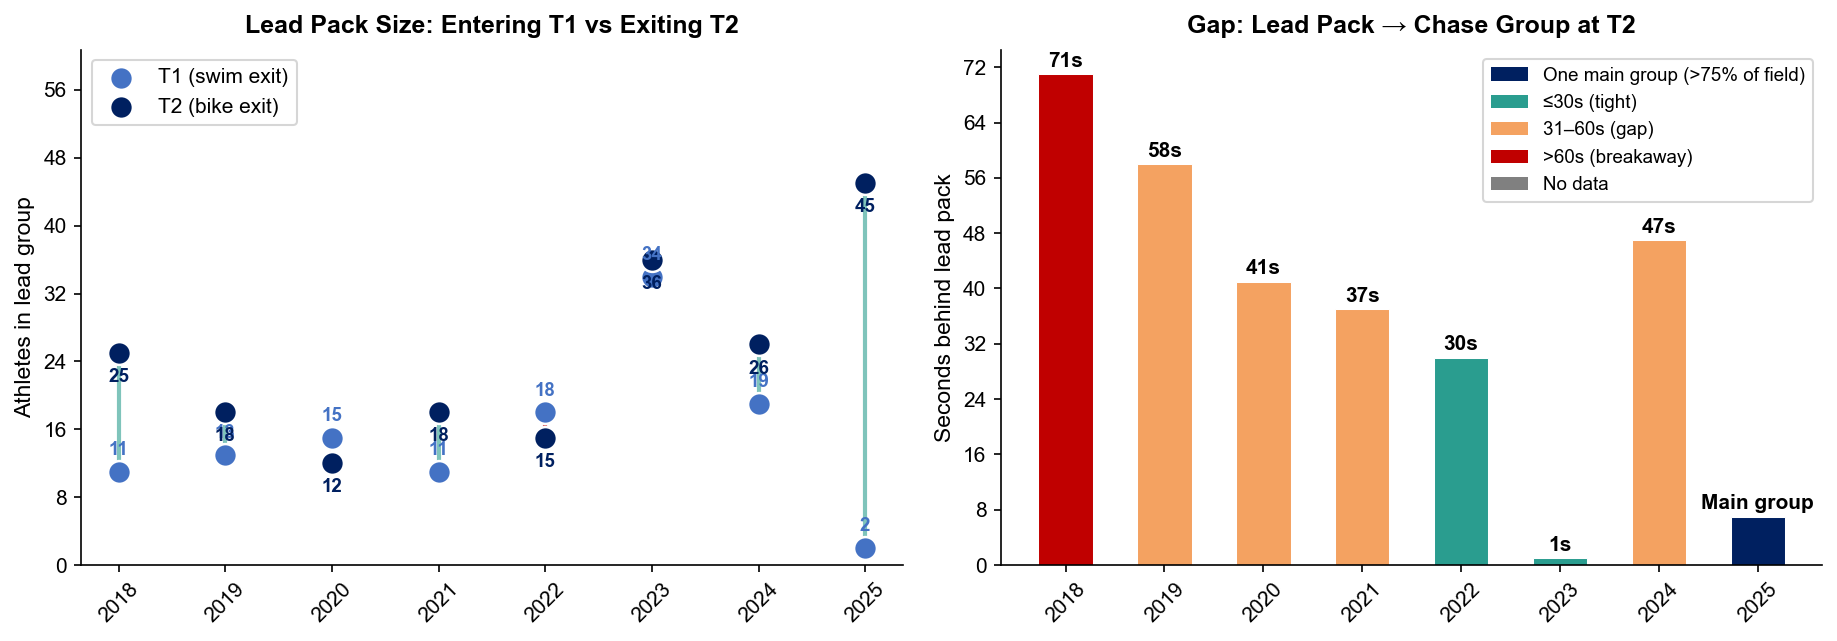 Lead Pack Size: Entering T1 vs Exiting T2
T1 (swim exit)
T2 (bike exit)
Athletes in lead group
56
48
40
32
24
16
8
0
25
11
18
15
12
18
11
18
15
34
36
26
19
45
2
2018
2019
2020
2021
2022
2023
2024
2025
Gap: Lead Pack → Chase Group at T2
One main group (>75% of field)
≤30s (tight)
31–60s (gap)
>60s (breakaway)
No data
Seconds behind lead pack
72
64
56
48
40
32
24
16
8
0
71s
58s
41s
37s
30s
1s
47s
Main group
2018
2019
2020
2021
2022
2023
2024
2025